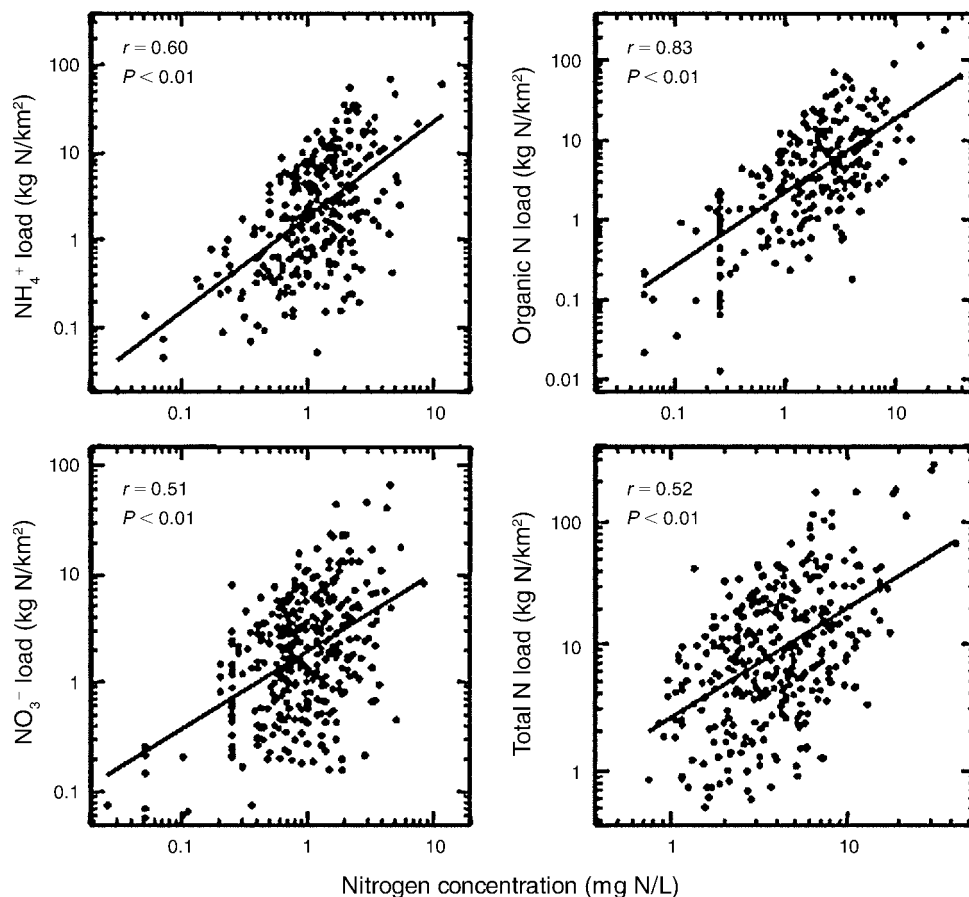 r = 0.60
P < 0.01
100
10
1
0.1
NH₄⁺ load (kg N/km²)
0.1
1
10
r = 0.83
P < 0.01
100
10
1
0.1
0.01
Organic N load (kg N/km²)
0.1
1
10
r = 0.51
P < 0.01
100
10
1
0.1
NO₃⁻ load (kg N/km²)
0.1
1
10
r = 0.52
P < 0.01
100
10
1
Total N load (kg N/km²)
1
10
Nitrogen concentration (mg N/L)